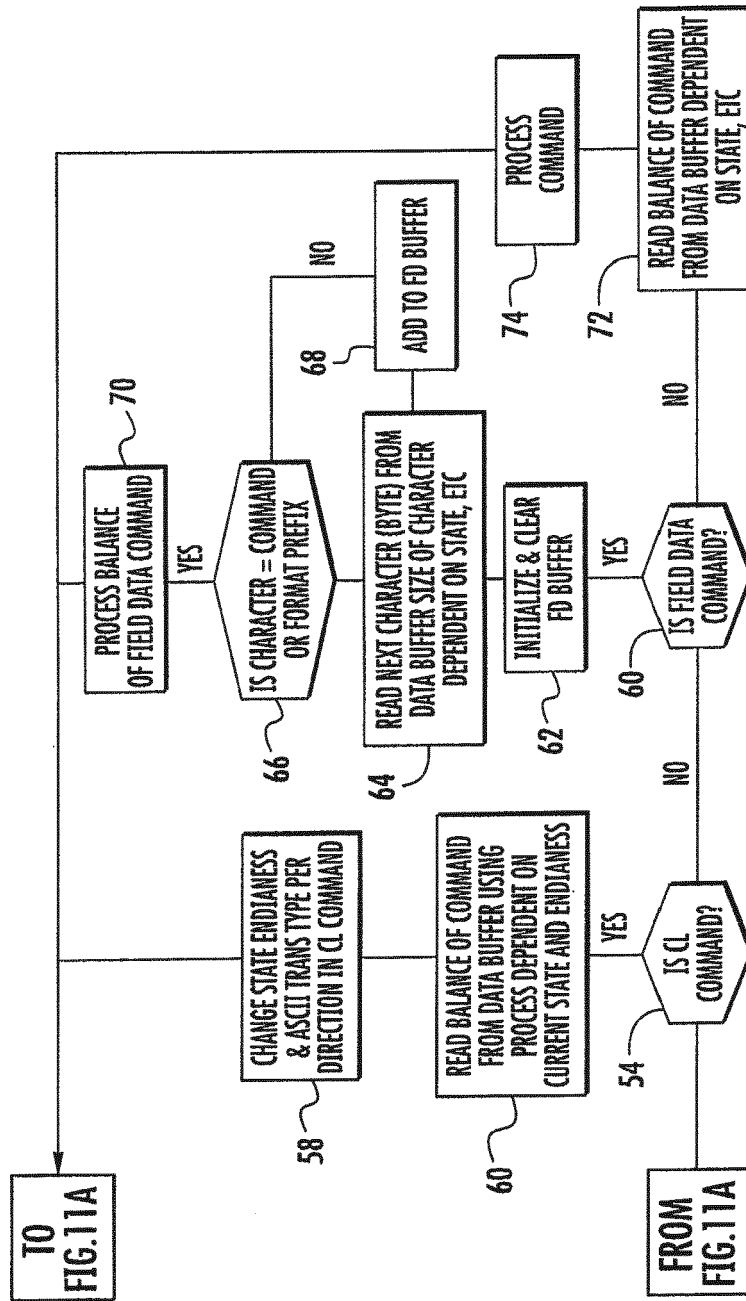 TO
FIG.11A
PROCESS BALANCE
OF FIELD DATA COMMAND
70
YES
IS CHARACTER = COMMAND
OR FORMAT PREFIX
66
NO
68
ADD TO FD BUFFER
CHANGE STATE ENDIANESS
& ASCII TRANS TYPE PER
DIRECTION IN CL COMMAND
58
READ NEXT CHARACTER (BYTE) FROM
DATA BUFFER SIZE OF CHARACTER
DEPENDENT ON STATE, ETC
64
PROCESS
COMMAND
74
READ BALANCE OF COMMAND
FROM DATA BUFFER USING
PROCESS DEPENDENT ON
CURRENT STATE AND ENDIANESS
60
INITIALIZE & CLEAR
FD BUFFER
62
READ BALANCE OF COMMAND
FROM DATA BUFFER DEPENDENT
ON STATE, ETC
72
YES
YES
FROM
FIG.11A
IS CL
COMMAND?
54
NO
IS FIELD DATA
COMMAND?
60
NO